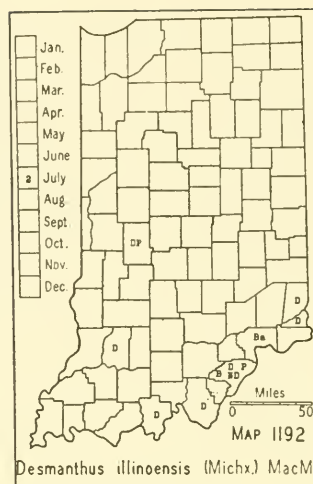 Jan.
Feb.
Mar.
Apr.
May
June
2 July
Aug.
Sept.
Oct.
Nov.
Dec.
DP
D
D
Ba
D P
B ND
D
D
D
Miles
0 50
MAP 1192
Desmanthus illinoensis (Michx.) MacM